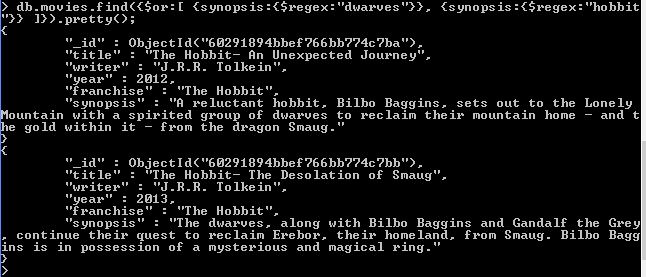 > db.movies.find({$or:[ {synopsis:{$regex:"dwarves"}}, {synopsis:{$regex:"hobbit
"}} ]}).pretty();
{
        "_id" : ObjectId("60291894bbef766bb774c7ba"),
        "title" : "The Hobbit- An Unexpected Journey",
        "writer" : "J.R.R. Tolkein",
        "year" : 2012,
        "franchise" : "The Hobbit",
        "synopsis" : "A reluctant hobbit, Bilbo Baggins, sets out to the Lonely
Mountain with a spirited group of dwarves to reclaim their mountain home - and t
he gold within it - from the dragon Smaug."
}
{
        "_id" : ObjectId("60291894bbef766bb774c7bb"),
        "title" : "The Hobbit- The Desolation of Smaug",
        "writer" : "J.R.R. Tolkein",
        "year" : 2013,
        "franchise" : "The Hobbit",
        "synopsis" : "The dwarves, along with Bilbo Baggins and Gandalf the Grey
, continue their quest to reclaim Erebor, their homeland, from Smaug. Bilbo Bagg
ins is in possession of a mysterious and magical ring."
}
>